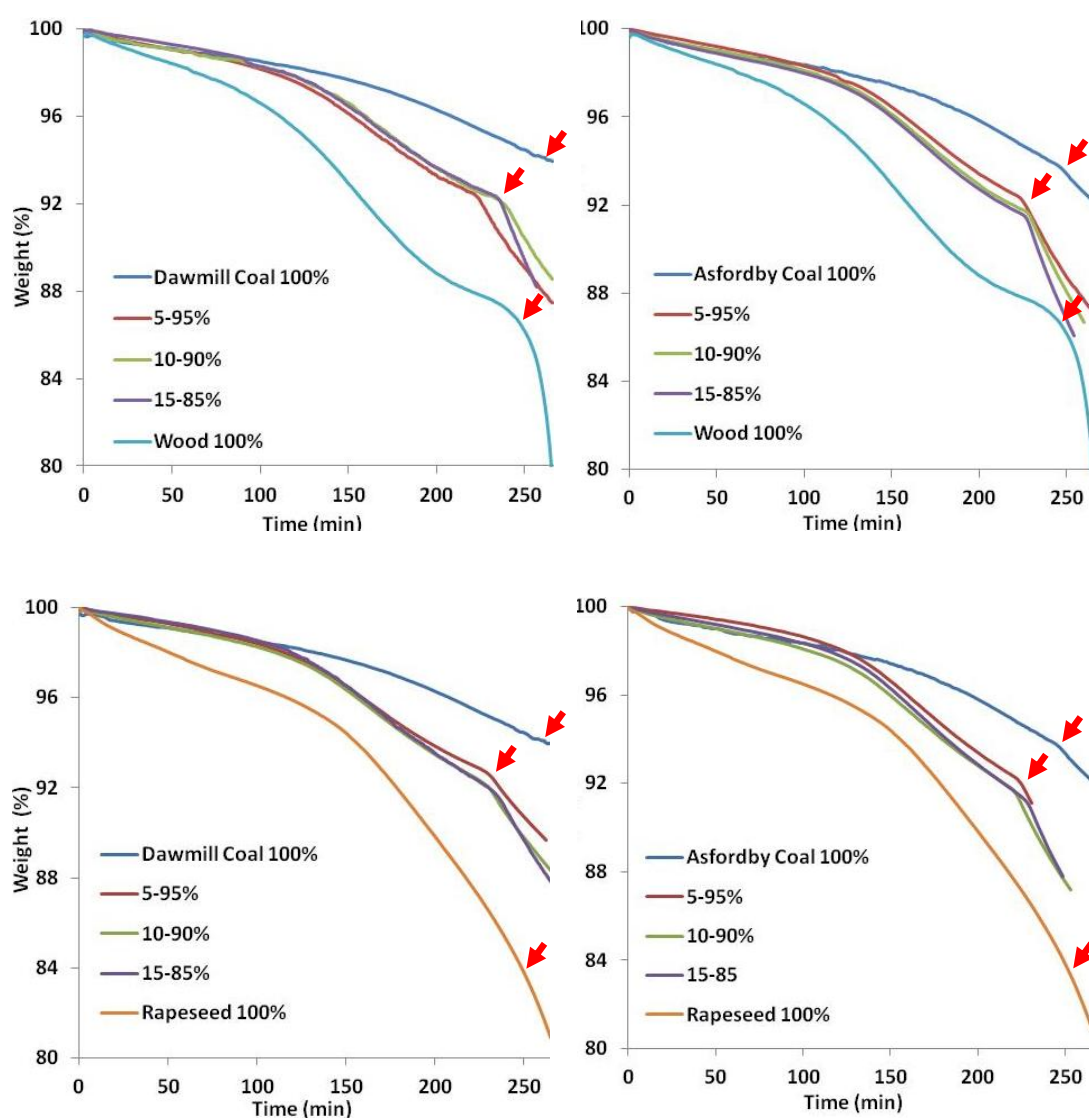 100
96
92
88
84
80
Weight (%)
Dawmill Coal 100%
5-95%
10-90%
15-85%
Wood 100%
0 50 100 150 200 250
Time (min)
100
96
92
88
84
80
Asfordby Coal 100%
5-95%
10-90%
15-85%
Wood 100%
0 50 100 150 200 250
Time (min)
100
96
92
88
84
80
Weight (%)
Dawmill Coal 100%
5-95%
10-90%
15-85%
Rapeseed 100%
0 50 100 150 200 250
Time (min)
100
96
92
88
84
80
Asfordby Coal 100%
5-95%
10-90%
15-85
Rapeseed 100%
0 50 100 150 200 250
Time (min)